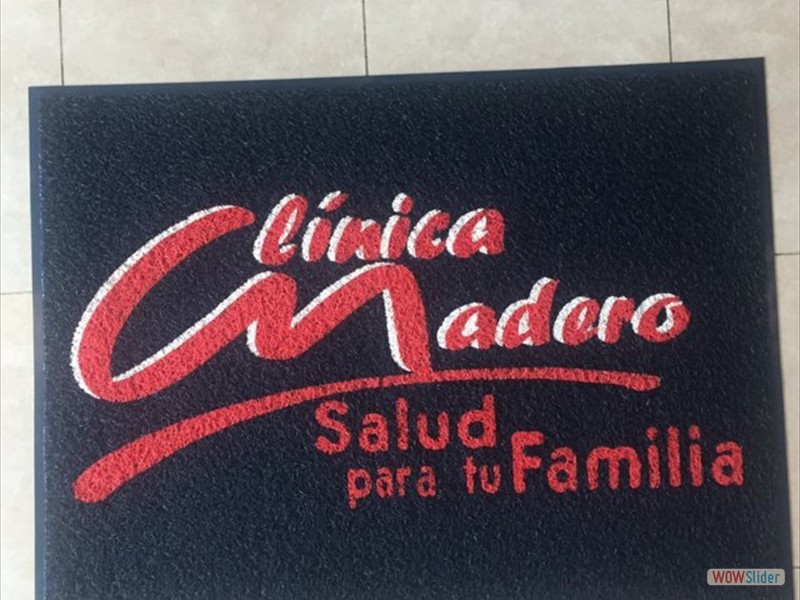 Clínica
Madero
Salud
para tu Familia
WOWSlider